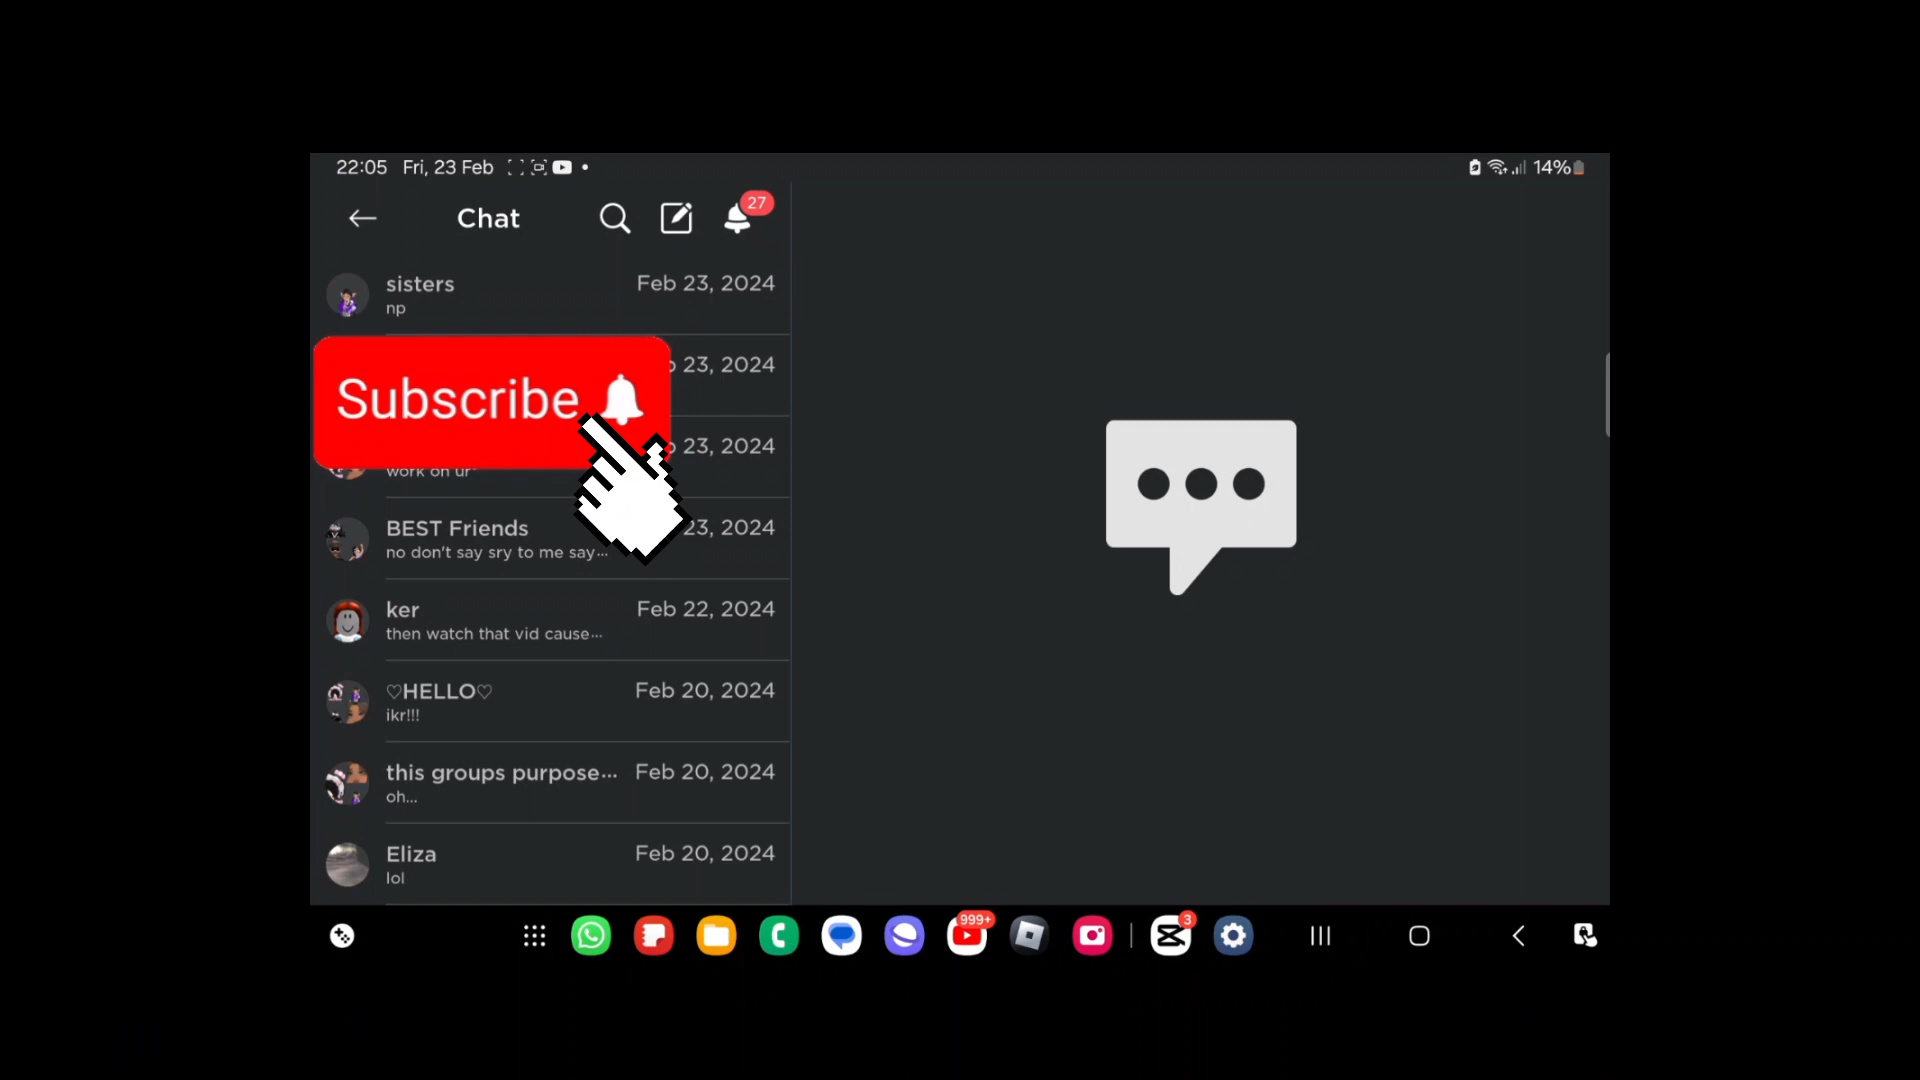 22:05 Fri, 23 Feb
14%
Chat
27
sisters
Feb 23, 2024
np
23, 2024
Subscribe
23, 2024
work on ur
BEST Friends
23, 2024
no don't say sry to me say...
ker
Feb 22, 2024
then watch that vid cause...
♡HELLO♡
Feb 20, 2024
ikr!!!
this groups purpose...
Feb 20, 2024
oh...
Eliza
Feb 20, 2024
lol
999+
3